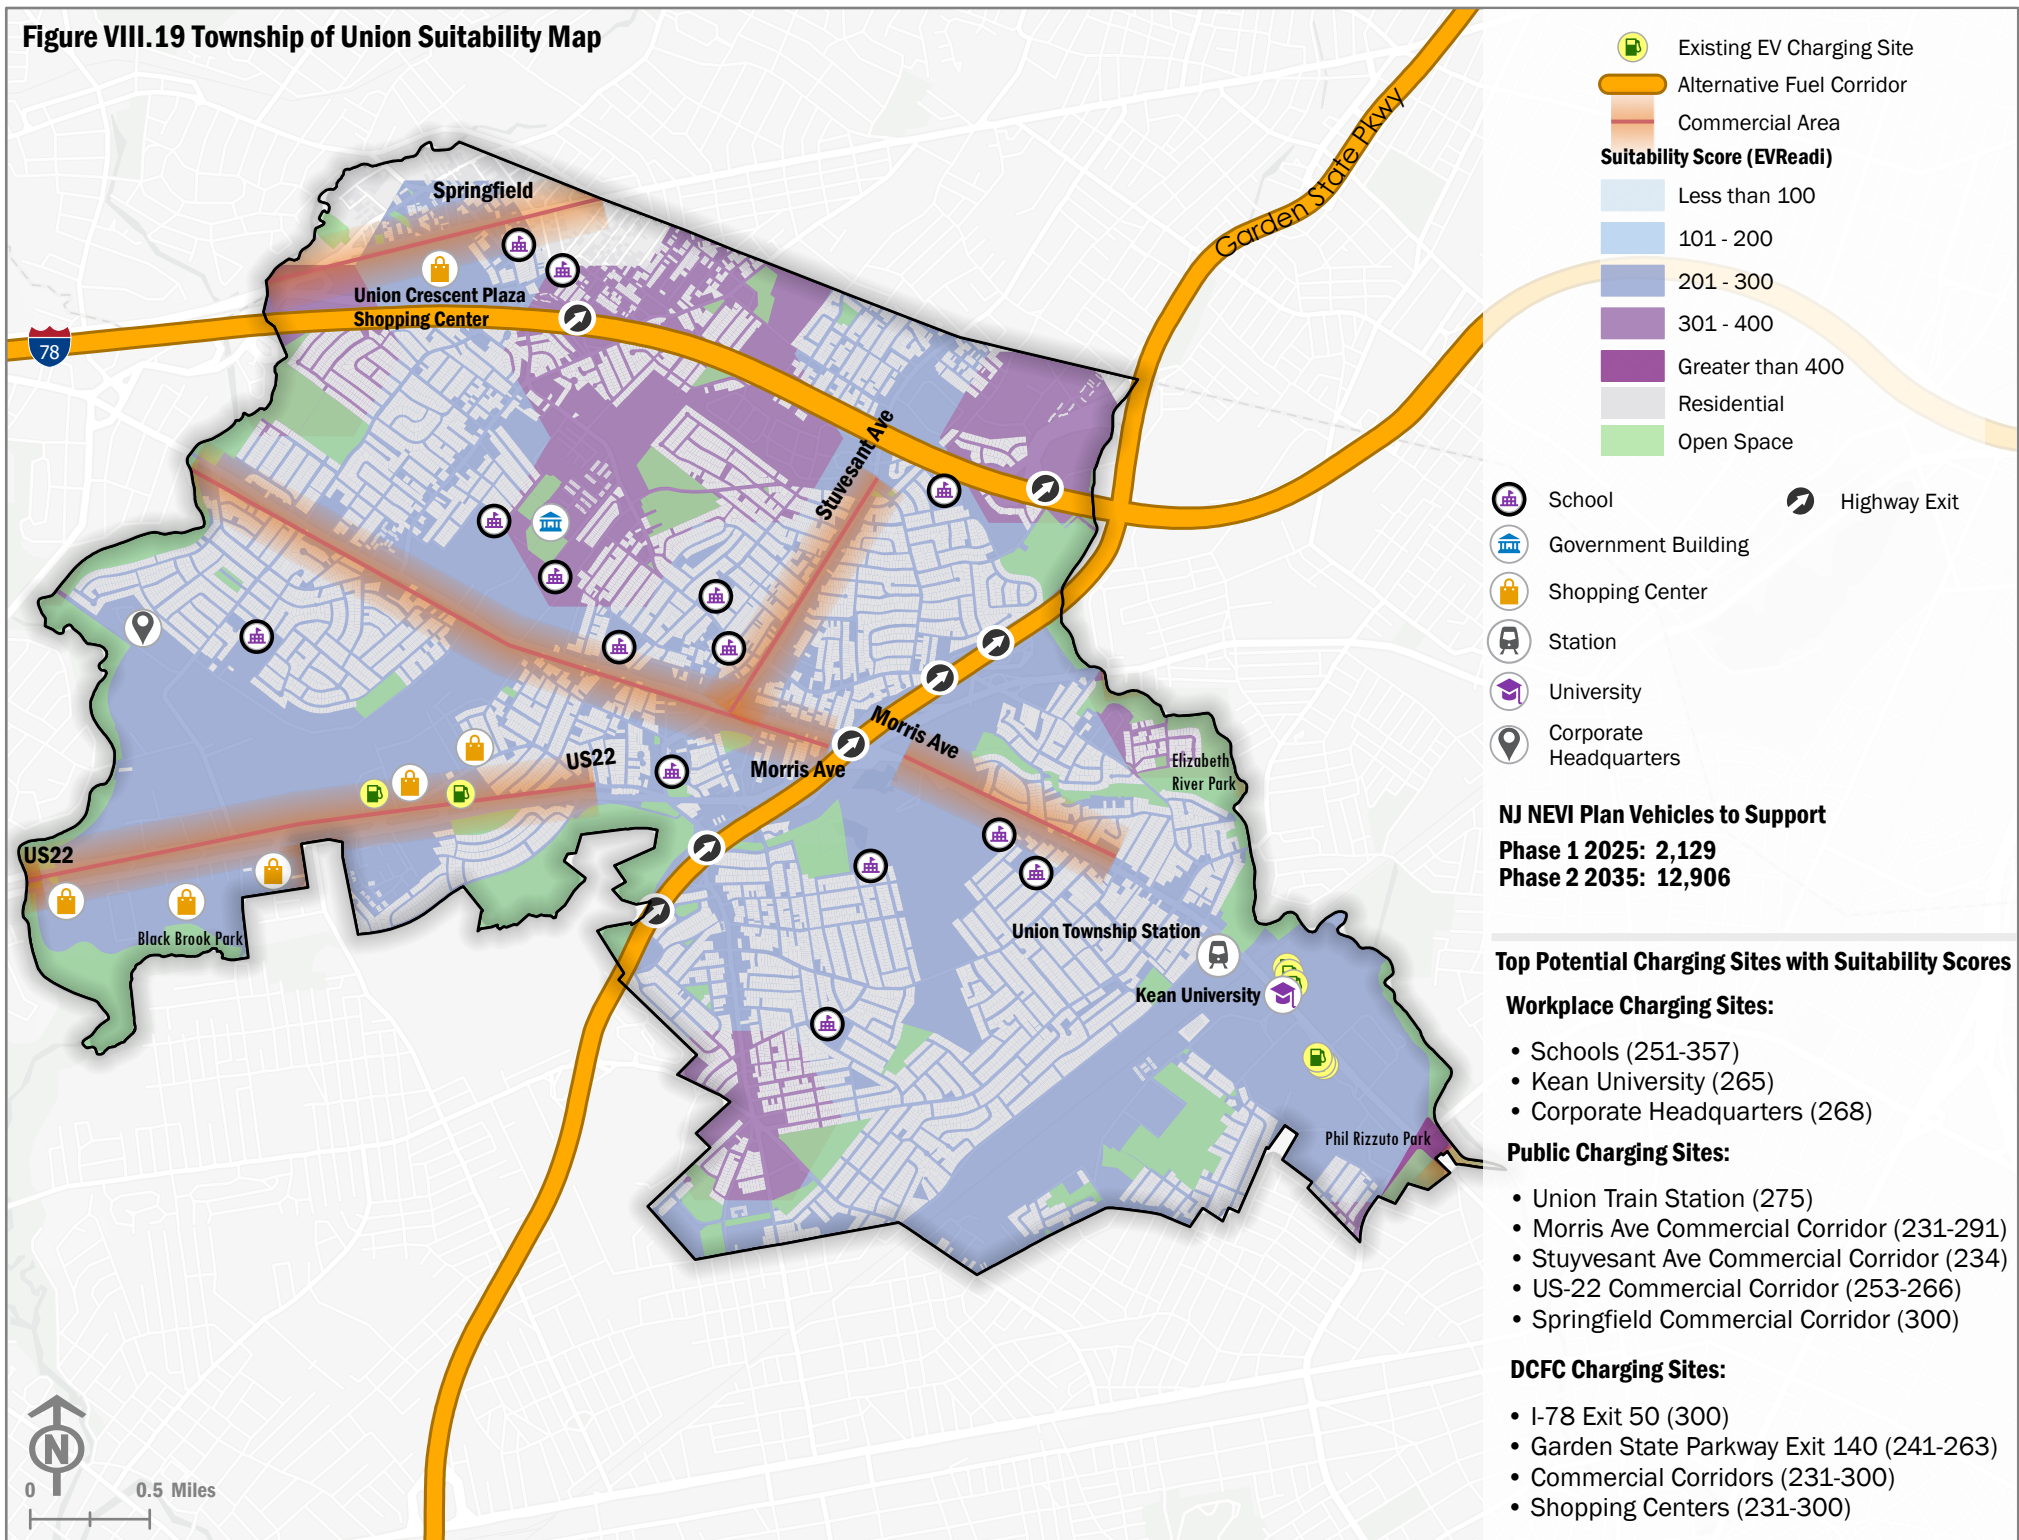 Figure VIII.19 Township of Union Suitability Map
Springfield
Union Crescent Plaza
Shopping Center
78
Garden State Pkwy
Stuvesant Ave
US22
Morris Ave
Morris Ave
Elizabeth
River Park
US22
Black Brook Park
Union Township Station
Kean University
Phil Rizzuto Park
N
0 0.5 Miles
Existing EV Charging Site
Alternative Fuel Corridor
Commercial Area
Suitability Score (EVReadi)
Less than 100
101 - 200
201 - 300
301 - 400
Greater than 400
Residential
Open Space
School
Highway Exit
Government Building
Shopping Center
Station
University
Corporate
Headquarters
NJ NEVI Plan Vehicles to Support
Phase 1 2025: 2,129
Phase 2 2035: 12,906
Top Potential Charging Sites with Suitability Scores
Workplace Charging Sites:
• Schools (251-357)
• Kean University (265)
• Corporate Headquarters (268)
Public Charging Sites:
• Union Train Station (275)
• Morris Ave Commercial Corridor (231-291)
• Stuyvesant Ave Commercial Corridor (234)
• US-22 Commercial Corridor (253-266)
• Springfield Commercial Corridor (300)
DCFC Charging Sites:
• I-78 Exit 50 (300)
• Garden State Parkway Exit 140 (241-263)
• Commercial Corridors (231-300)
• Shopping Centers (231-300)